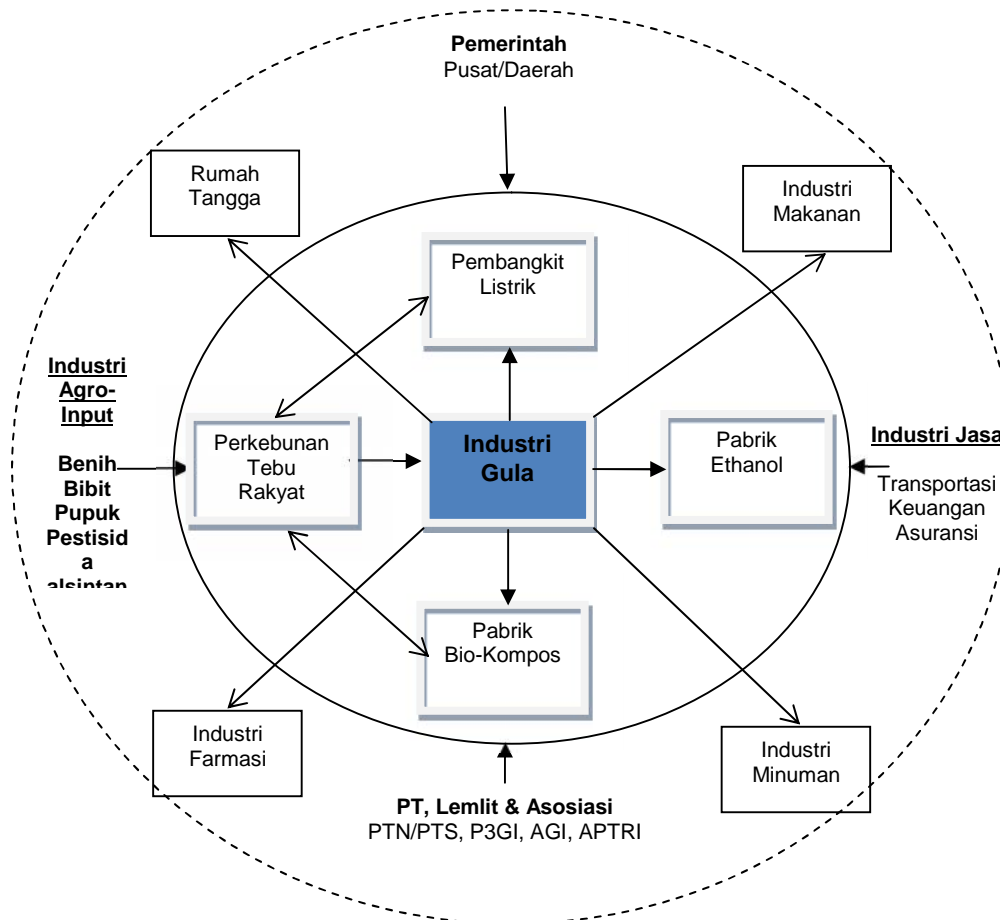 Pemerintah
Pusat/Daerah
Rumah
Tangga
Industri
Makanan
Pembangkit
Listrik
Industri
Agro-
Input
Benih
Bibit
Pupuk
Pestisid
a
alsintan
Perkebunan
Tebu
Rakyat
Industri
Gula
Pabrik
Ethanol
Industri Jasa
Transportasi
Keuangan
Asuransi
Pabrik
Bio-Kompos
Industri
Farmasi
Industri
Minuman
PT, Lemlit & Asosiasi
PTN/PTS, P3GI, AGI, APTRI